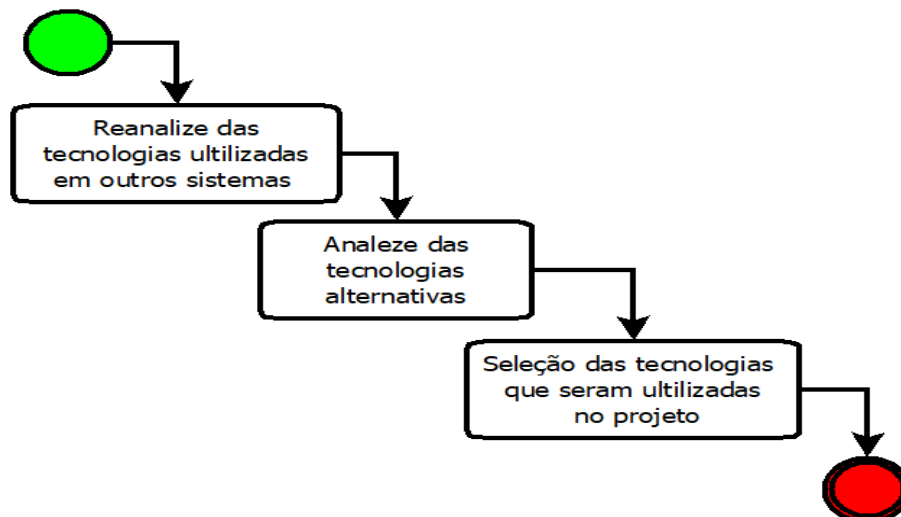 Reanalize das
tecnologias ultilizadas
em outros sistemas
Analeze das
tecnologias
alternativas
Seleção das tecnologias
que seram ultilizadas
no projeto